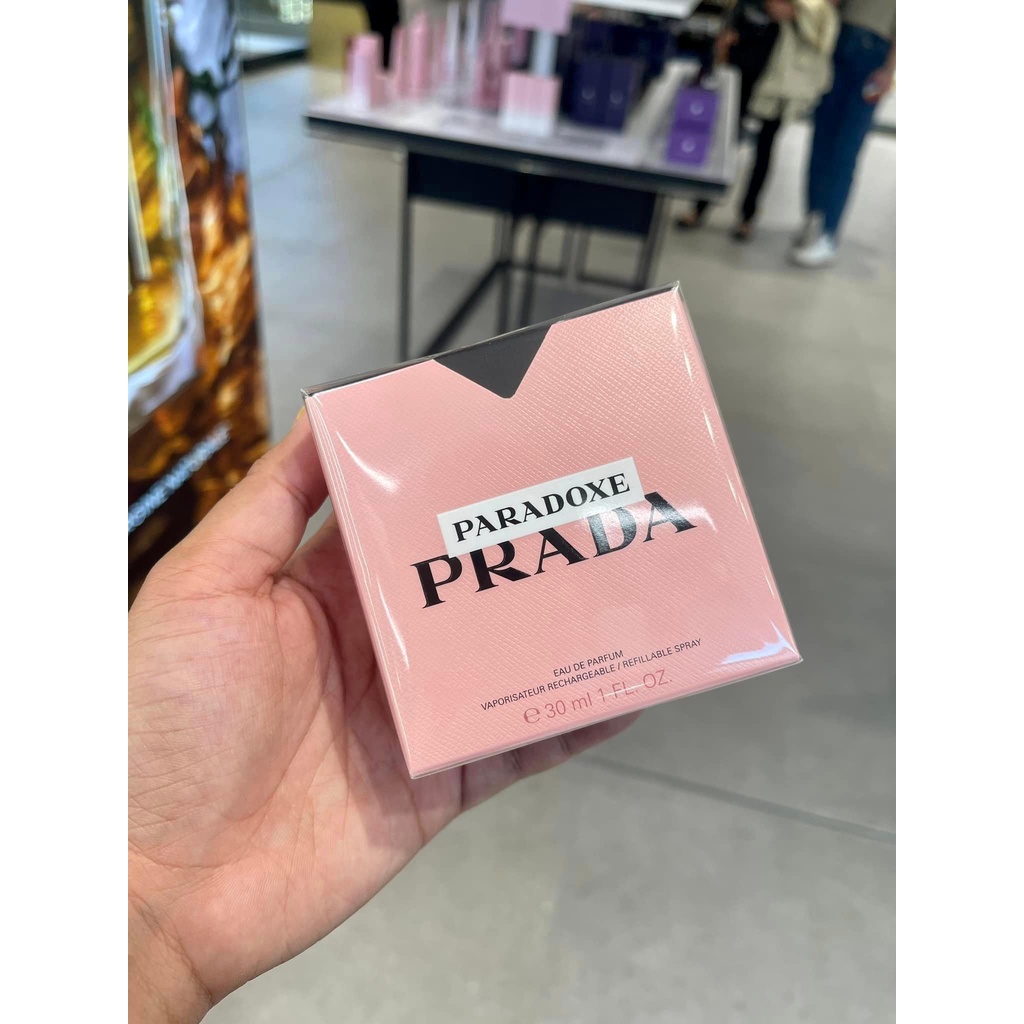 PARADOXE
PRADA
EAU DE PARFUM
VAPORISATEUR RECHARGEABLE / REFILLABLE SPRAY
℮ 30 ml 1 FL. OZ.